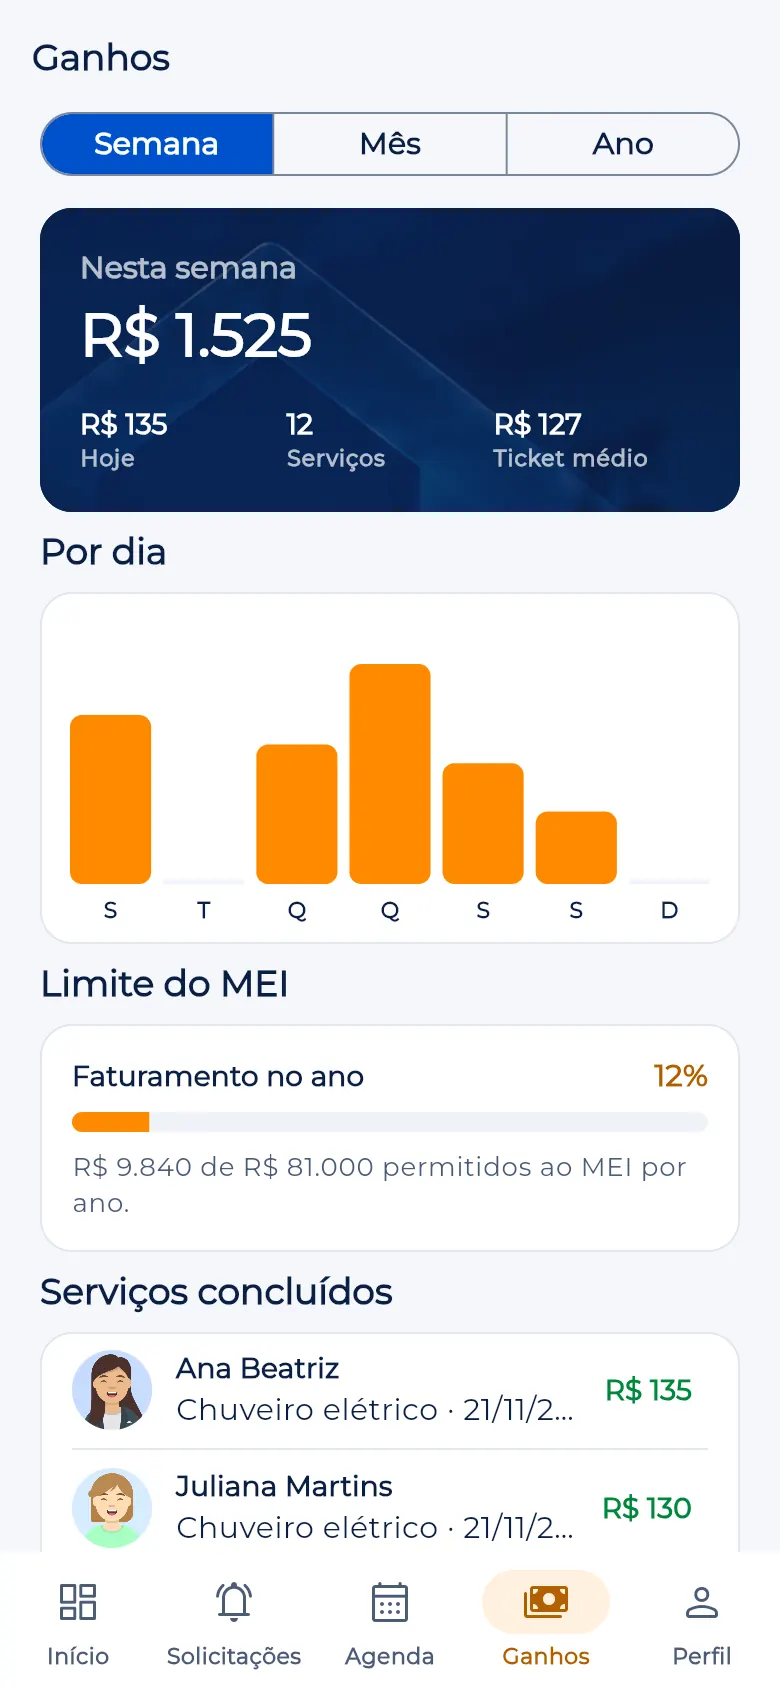 Ganhos
Semana
Mês
Ano
Nesta semana
R$ 1.525
R$ 135
12
R$ 127
Hoje
Serviços
Ticket médio
Por dia
S
T
Q
Q
S
S
D
Limite do MEI
Faturamento no ano
12%
R$ 9.840 de R$ 81.000 permitidos ao MEI por
ano.
Serviços concluídos
Ana Beatriz
Chuveiro elétrico · 21/11/2...
R$ 135
Juliana Martins
Chuveiro elétrico · 21/11/2...
R$ 130
Início
Solicitações
Agenda
Ganhos
Perfil